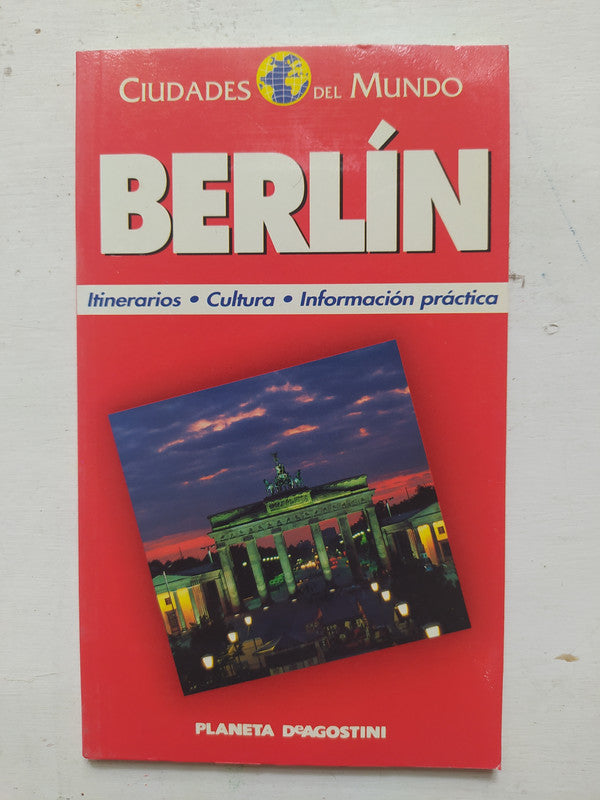 CIUDADES DEL MUNDO
BERLÍN
Itinerarios • Cultura • Información práctica
PLANETA DEAGOSTINI